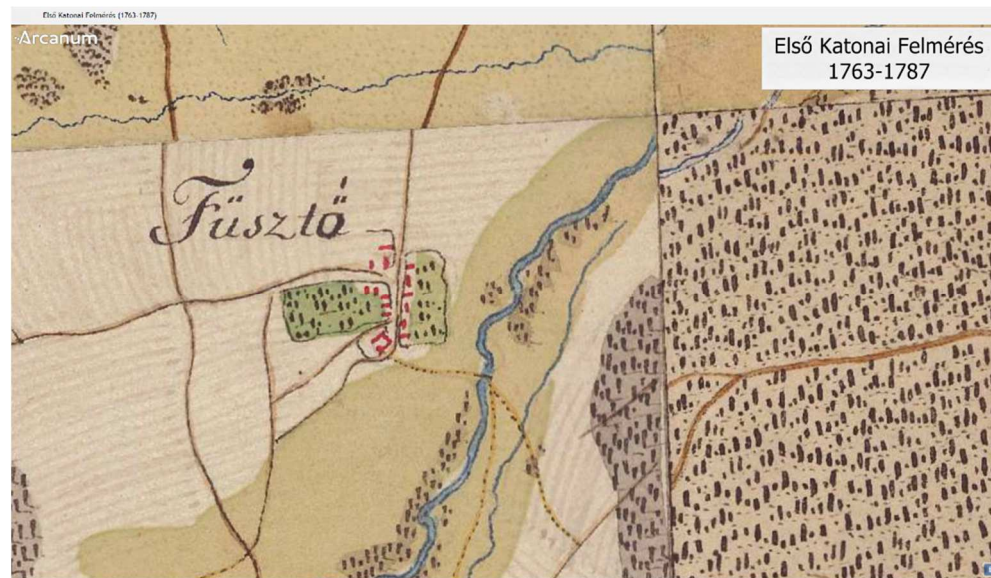 Első Katonai Felmérés (1763-1787)
Arcanum
Első Katonai Felmérés
1763-1787
Füsztő